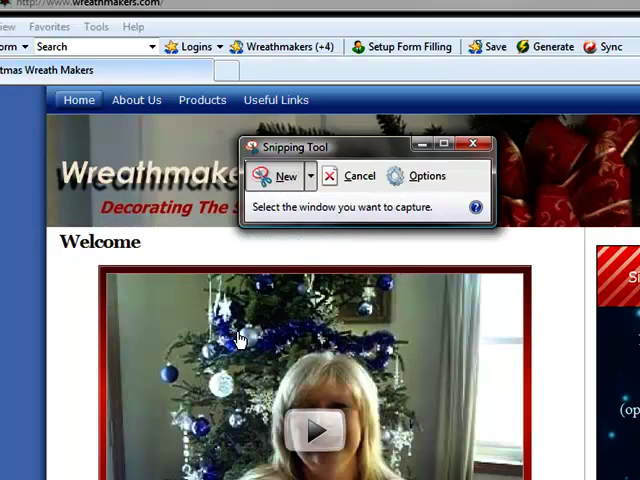 http://www.wreathmakers.com/
View Favorites Tools Help
Search Logins Wreathmakers (+4) Setup Form Filling Save Generate Sync
tmas Wreath Makers
Home About Us Products Useful Links
Snipping Tool
New Cancel Options
Select the window you want to capture.
Wreathmake
Decorating The S
Welcome
Si
(op